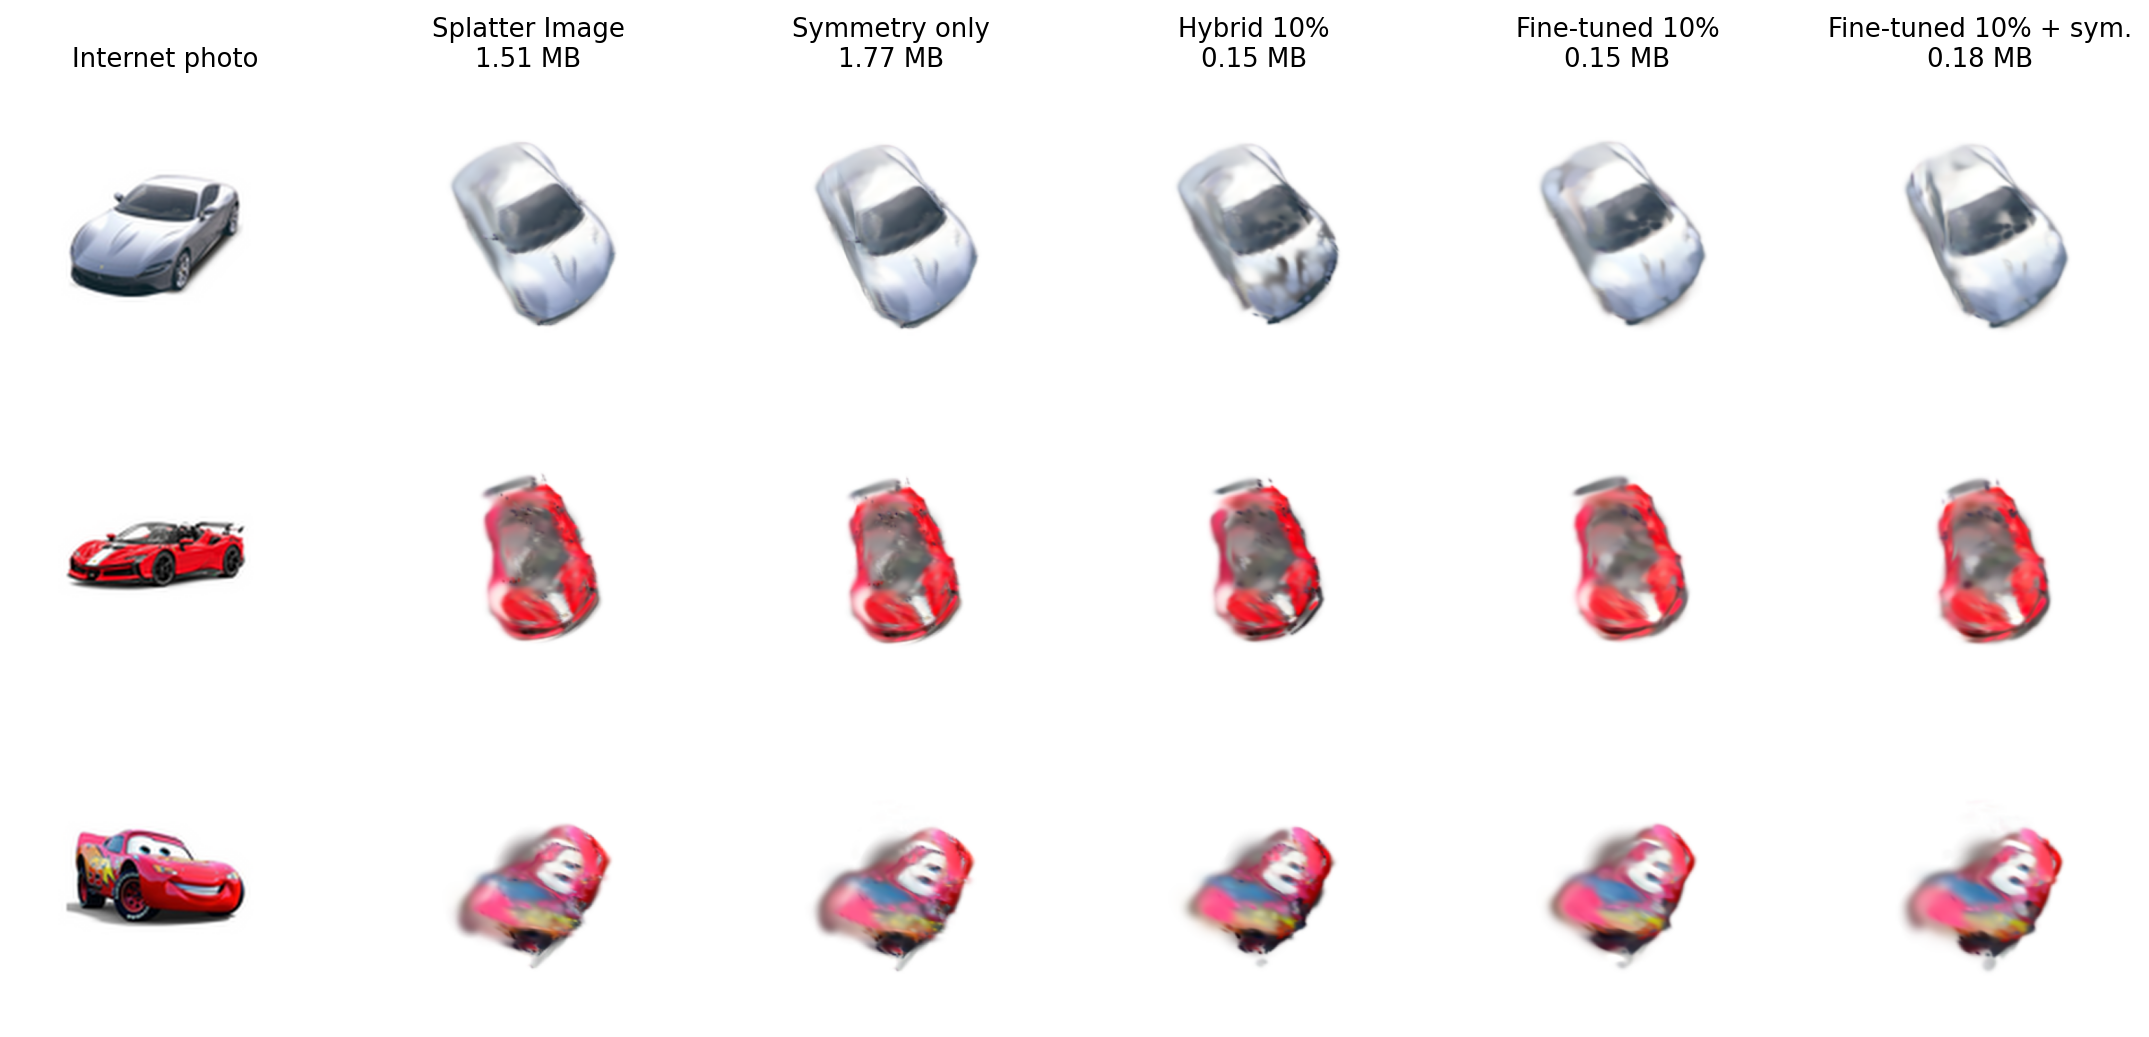 Internet photo
Splatter Image
1.51 MB
Symmetry only
1.77 MB
Hybrid 10%
0.15 MB
Fine-tuned 10%
0.15 MB
Fine-tuned 10% + sym.
0.18 MB